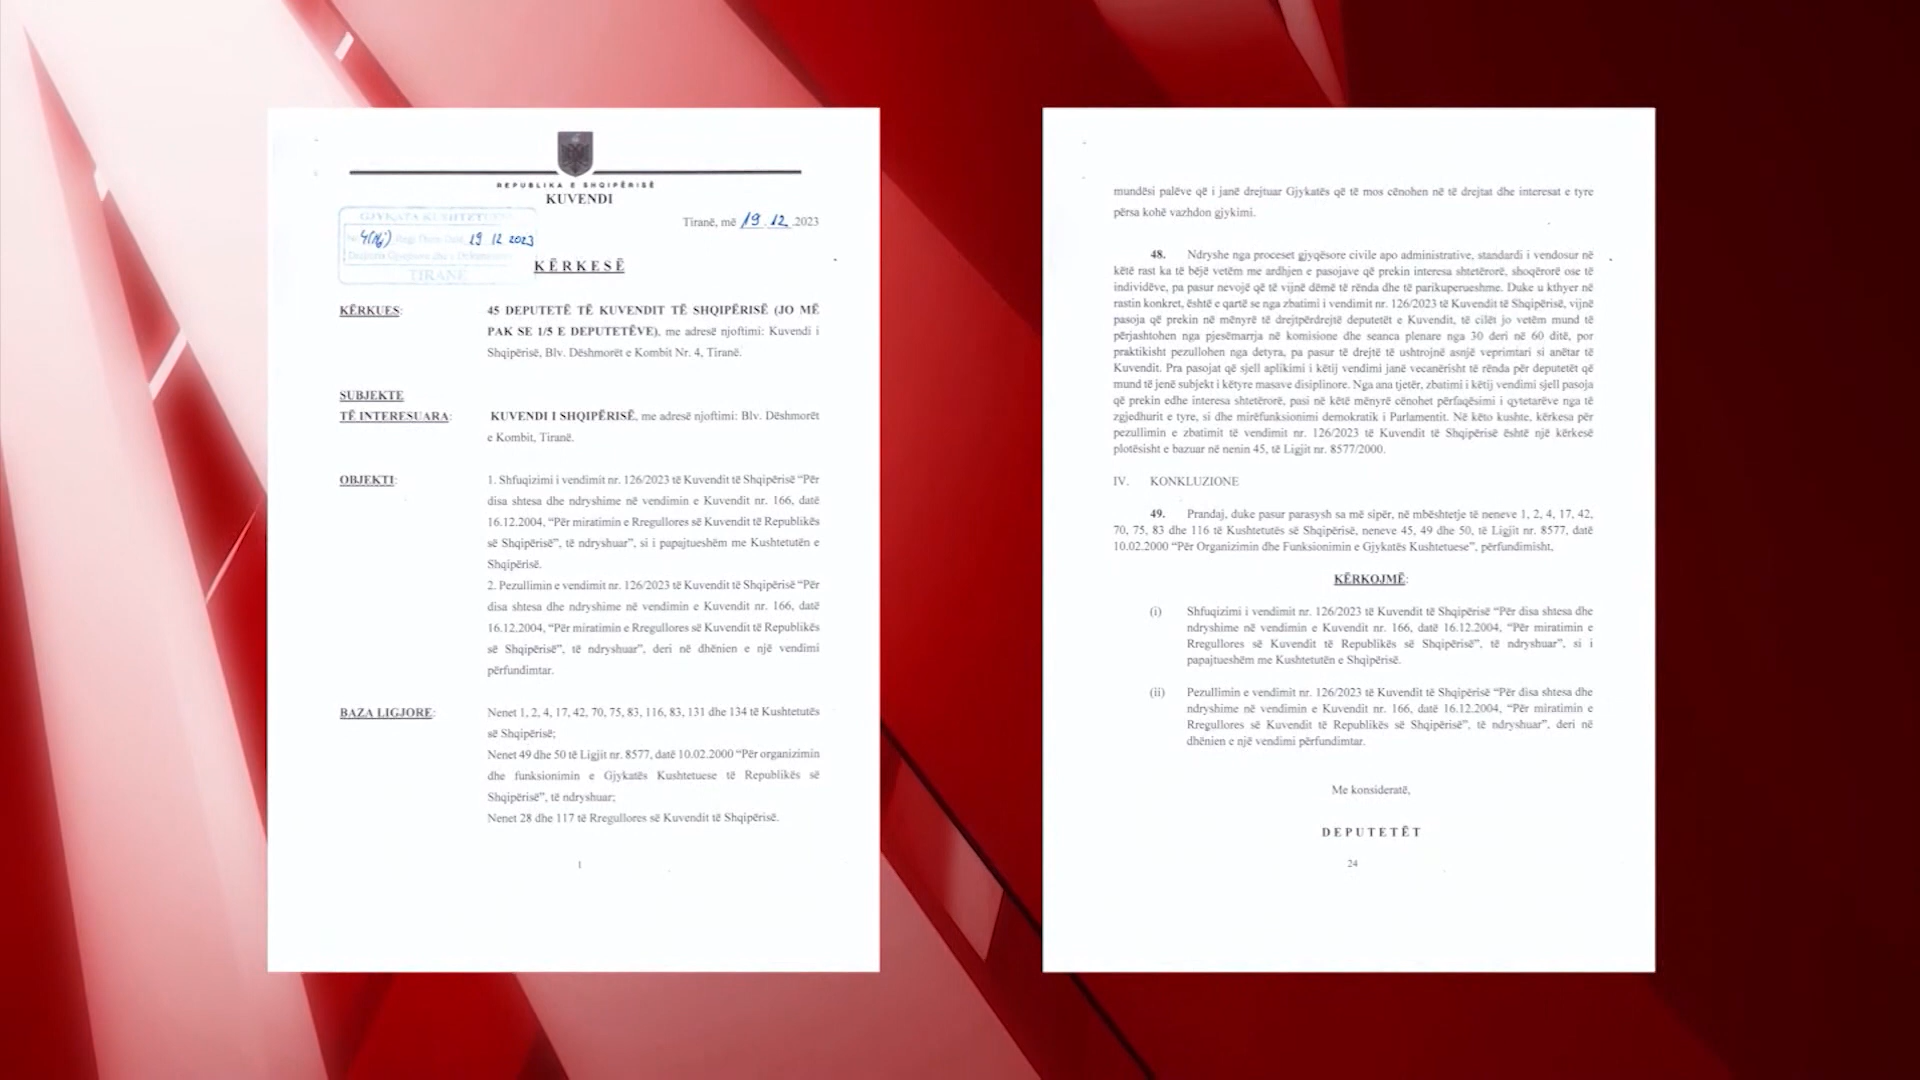 REPUBLIKA E SHQIPËRISË
KUVENDI
GJYKATA KUSHTETUESE
19 12 2023
TIRANË
Tiranë, më 19.12.2023
KËRKESË
KËRKUES: 45 DEPUTETË TË KUVENDIT TË SHQIPËRISË (JO MË
PAK SE 1/5 E DEPUTETËVE), me adresë njoftimi: Kuvendi i
Shqipërisë, Blv. Dëshmorët e Kombit Nr. 4, Tiranë.
SUBJEKTE
TË INTERESUARA: KUVENDI I SHQIPËRISË, me adresë njoftimi: Blv. Dëshmorët
e Kombit, Tiranë.
OBJEKTI: 1. Shfuqizimi i vendimit nr. 126/2023 të Kuvendit të Shqipërisë “Për
disa shtesa dhe ndryshime në vendimin e Kuvendit nr. 166, datë
16.12.2004, “Për miratimin e Rregullores së Kuvendit të Republikës
së Shqipërisë”, të ndryshuar”, si i papajtueshëm me Kushtetutën e
Shqipërisë.
2. Pezullimin e vendimit nr. 126/2023 të Kuvendit të Shqipërisë “Për
disa shtesa dhe ndryshime në vendimin e Kuvendit nr. 166, datë
16.12.2004, “Për miratimin e Rregullores së Kuvendit të Republikës
së Shqipërisë”, të ndryshuar”, deri në dhënien e një vendimi
përfundimtar.
BAZA LIGJORE: Nenet 1, 2, 4, 17, 42, 70, 75, 83, 116, 83, 131 dhe 134 të Kushtetutës
së Shqipërisë;
Nenet 49 dhe 50 të Ligjit nr. 8577, datë 10.02.2000 “Për organizimin
dhe funksionimin e Gjykatës Kushtetuese të Republikës së
Shqipërisë”, të ndryshuar;
Nenet 28 dhe 117 të Rregullores së Kuvendit të Shqipërisë.
1
mundësi palëve që i janë drejtuar Gjykatës që të mos cënohen në të drejtat dhe interesat e tyre
përsa kohë vazhdon gjykimi.
48. Ndryshe nga proceset gjyqësore civile apo administrative, standardi i vendosur në
këtë rast ka të bëjë vetëm me ardhjen e pasojave që prekin interesa shtetërorë, shoqërorë ose të
individëve, pa pasur nevojë që të vijnë dëmë të rënda dhe të parikuperueshme. Duke u kthyer në
rastin konkret, është e qartë se nga zbatimi i vendimit nr. 126/2023 të Kuvendit të Shqipërisë, vijnë
pasoja që prekin në mënyrë të drejtpërdrejtë deputetët e Kuvendit, të cilët jo vetëm mund të
përjashtohen nga pjesëmarrja në komisione dhe seanca plenare nga 30 deri në 60 ditë, por
praktikisht pezullohen nga detyra, pa pasur të drejtë të ushtrojnë asnjë veprimtari si anëtar të
Kuvendit. Pra pasojat që sjell aplikimi i këtij vendimi janë vecanërisht të rënda për deputetët që
mund të jenë subjekt i këtyre masave disiplinore. Nga ana tjetër, zbatimi i këtij vendimi sjell pasoja
që prekin edhe interesa shtetërorë, pasi në këtë mënyrë cënohet përfaqësimi i qytetarëve nga të
zgjedhurit e tyre, si dhe mirëfunksionimi demokratik i Parlamentit. Në këto kushte, kërkesa për
pezullimin e zbatimit të vendimit nr. 126/2023 të Kuvendit të Shqipërisë është një kërkesë
plotësisht e bazuar në nenin 45, të Ligjit nr. 8577/2000.
IV. KONKLUZIONE
49. Prandaj, duke pasur parasysh sa më sipër, në mbështetje të neneve 1, 2, 4, 17, 42,
70, 75, 83 dhe 116 të Kushtetutës së Shqipërisë, neneve 45, 49 dhe 50, të Ligjit nr. 8577, datë
10.02.2000 “Për Organizimin dhe Funksionimin e Gjykatës Kushtetuese”, përfundimisht,
KËRKOJMË:
(i) Shfuqizimi i vendimit nr. 126/2023 të Kuvendit të Shqipërisë “Për disa shtesa dhe
ndryshime në vendimin e Kuvendit nr. 166, datë 16.12.2004, “Për miratimin e
Rregullores së Kuvendit të Republikës së Shqipërisë”, të ndryshuar”, si i
papajtueshëm me Kushtetutën e Shqipërisë.
(ii) Pezullimin e vendimit nr. 126/2023 të Kuvendit të Shqipërisë “Për disa shtesa dhe
ndryshime në vendimin e Kuvendit nr. 166, datë 16.12.2004, “Për miratimin e
Rregullores së Kuvendit të Republikës së Shqipërisë”, të ndryshuar”, deri në
dhënien e një vendimi përfundimtar.
Me konsideratë,
DEPUTETËT
24